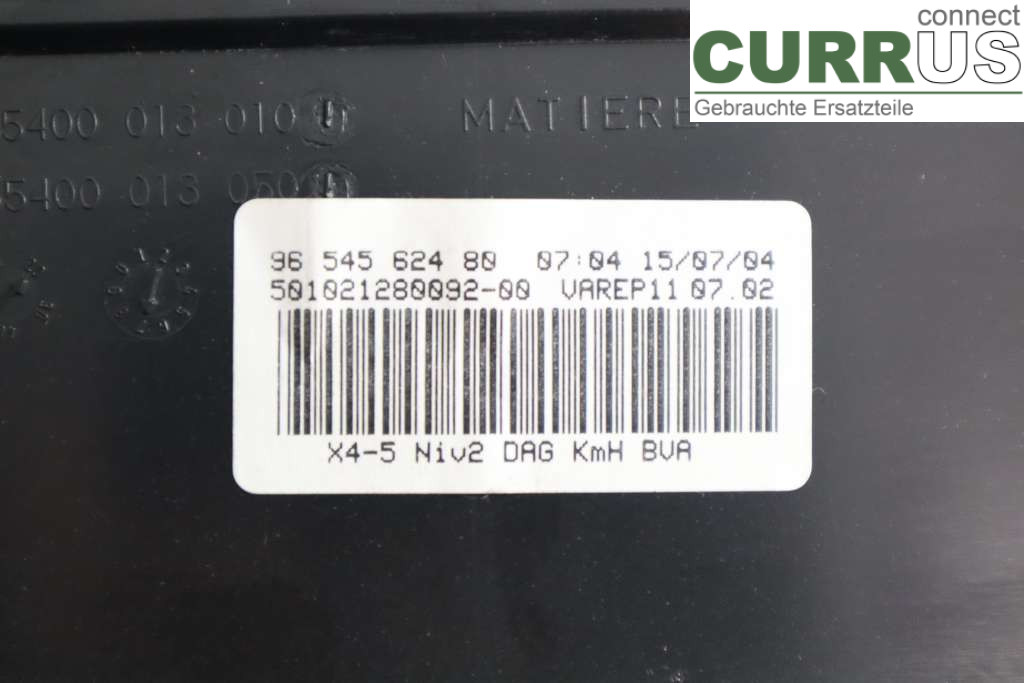 connect
CURRUS
Gebrauchte Ersatzteile
5400 013 010
MATIERE
5400 013 050
96 545 624 80 07:04 15/07/04
501021280092-00 VAREP11 07.02
X4-5 Niv2 DAG KmH BVA